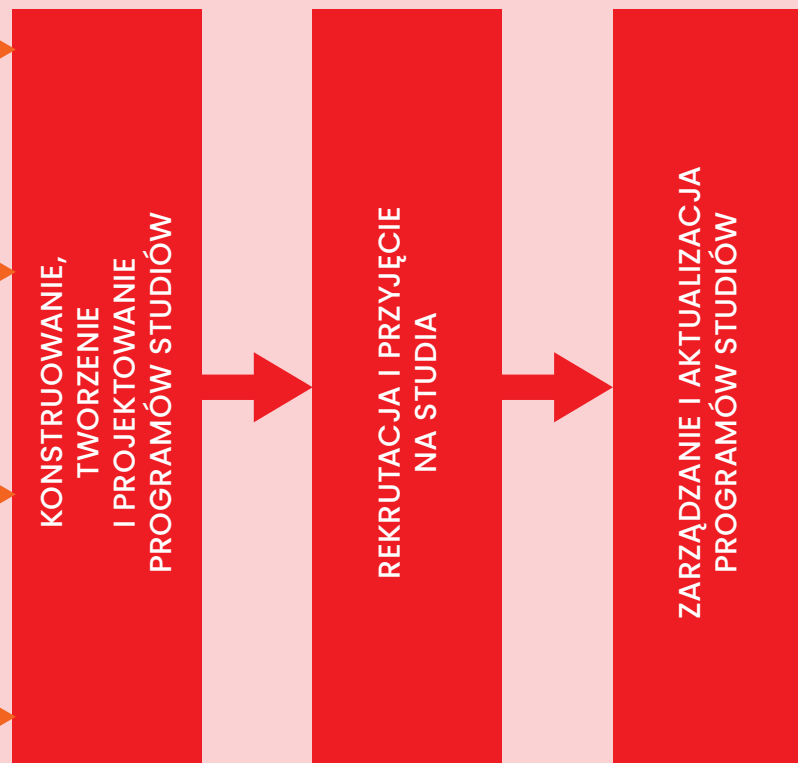 KONSTRUOWANIE,
TWORZENIE
I PROJEKTOWANIE
PROGRAMÓW STUDIÓW
REKRUTACJA I PRZYJĘCIE
NA STUDIA
ZARZĄDZANIE I AKTUALIZACJA
PROGRAMÓW STUDIÓW